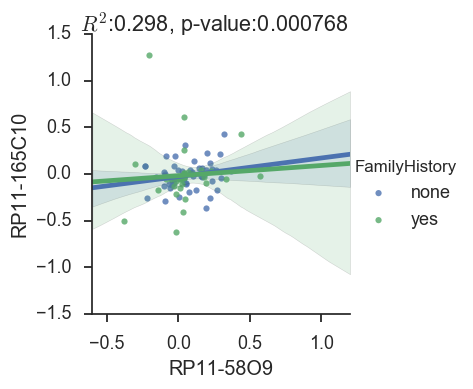 R²:0.298, p-value:0.000768
1.5
1.0
0.5
0.0
−0.5
−1.0
−1.5
RP11-165C10
−0.5 0.0 0.5 1.0
RP11-58O9
FamilyHistory
none
yes